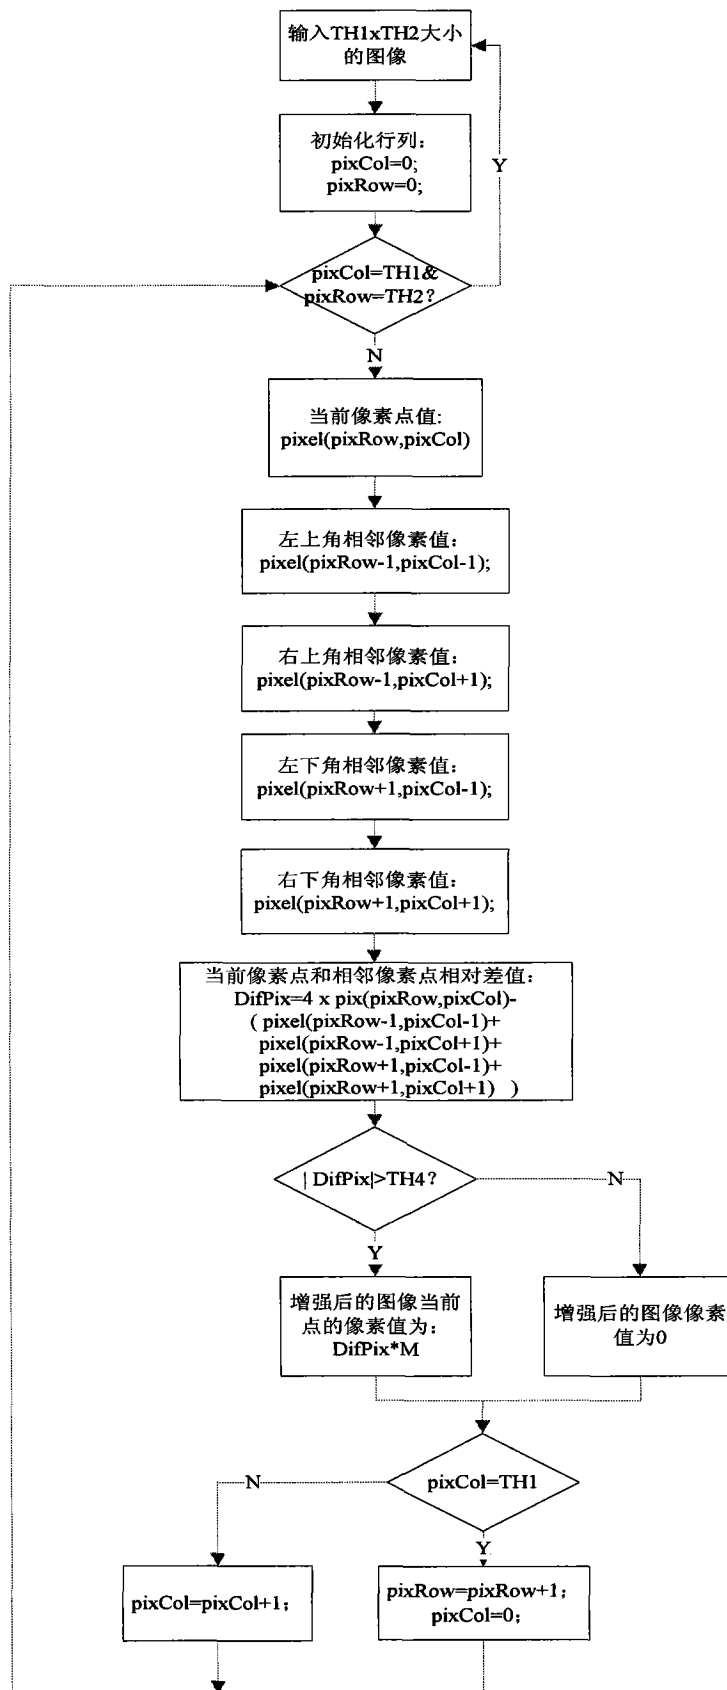 输入TH1xTH2大小
的图像
初始化行列：
pixCol=0;
pixRow=0;
Y
pixCol=TH1&
pixRow=TH2？
N
当前像素点值:
pixel(pixRow,pixCol)
左上角相邻像素值：
pixel(pixRow-1,pixCol-1);
右上角相邻像素值：
pixel(pixRow-1,pixCol+1);
左下角相邻像素值：
pixel(pixRow+1,pixCol-1);
右下角相邻像素值：
pixel(pixRow+1,pixCol+1);
当前像素点和相邻像素点相对差值：
DifPix=4 x pix(pixRow,pixCol)-
( pixel(pixRow-1,pixCol-1)+
pixel(pixRow-1,pixCol+1)+
pixel(pixRow+1,pixCol-1)+
pixel(pixRow+1,pixCol+1) )
| DifPix|>TH4？
N
Y
增强后的图像当前
点的像素值为：
DifPix*M
增强后的图像像素
值为0
pixCol=TH1
N
Y
pixCol=pixCol+1；
pixRow=pixRow+1；
pixCol=0；